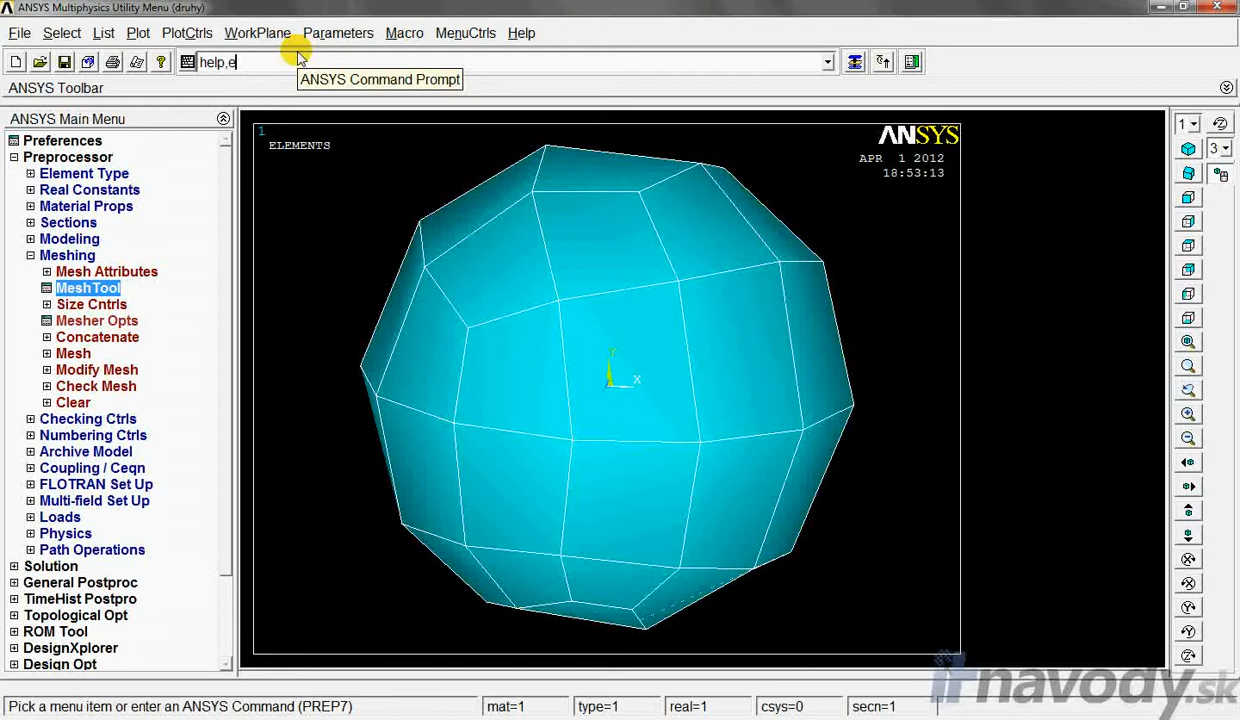 ANSYS Multiphysics Utility Menu (druhy)
File Select List Plot PlotCtrls WorkPlane Parameters Macro MenuCtrls Help
help,e
ANSYS Command Prompt
ANSYS Toolbar
ANSYS Main Menu
Preferences
Preprocessor
Element Type
Real Constants
Material Props
Sections
Modeling
Meshing
Mesh Attributes
MeshTool
Size Cntrls
Mesher Opts
Concatenate
Mesh
Modify Mesh
Check Mesh
Clear
Checking Ctrls
Numbering Ctrls
Archive Model
Coupling / Ceqn
FLOTRAN Set Up
Multi-field Set Up
Loads
Physics
Path Operations
Solution
General Postproc
TimeHist Postpro
Topological Opt
ROM Tool
DesignXplorer
Design Opt
1
ELEMENTS
ANSYS
APR 1 2012
18:53:13
Y
X
1
3
itnavody.sk
Pick a menu item or enter an ANSYS Command (PREP7) mat=1 type=1 real=1 csys=0 secn=1